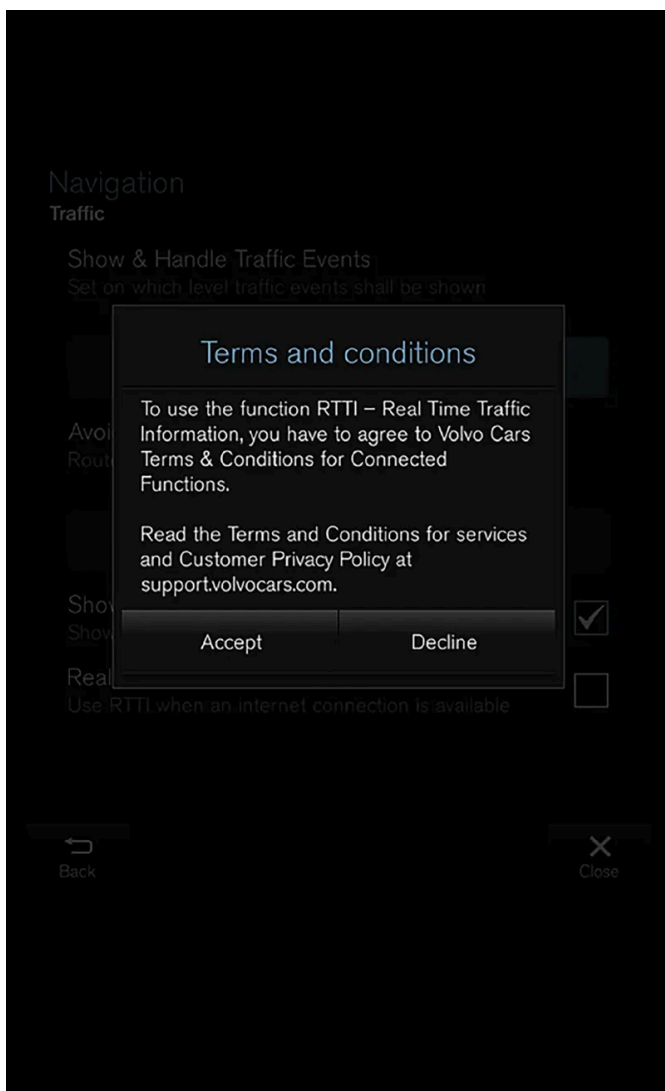 Navigation
Traffic
Show & Handle Traffic Events
Set on which level traffic events shall be shown
Terms and conditions
To use the function RTTI – Real Time Traffic
Information, you have to agree to Volvo Cars
Terms & Conditions for Connected
Functions.
Read the Terms and Conditions for services
and Customer Privacy Policy at
support.volvocars.com.
Accept
Decline
Show
Use RTTI when an internet connection is available
Back
Close